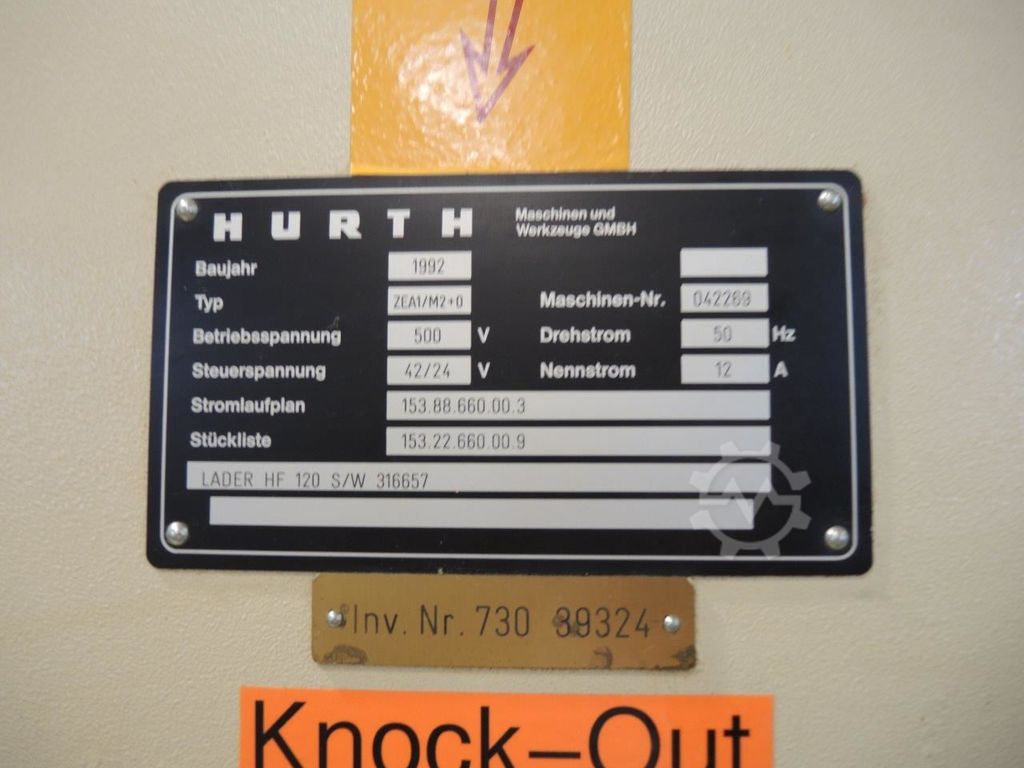 HURTH Maschinen und
Werkzeuge GMBH
Baujahr 1992
Typ ZEA1/M2+0 Maschinen-Nr. 042269
Betriebsspannung 500 V Drehstrom 50 Hz
Steuerspannung 42/24 V Nennstrom 12 A
Stromlaufplan 153.88.660.00.3
Stückliste 153.22.660.00.9
LADER HF 120 S/W 316657
Inv. Nr. 730 39324
Knock-Out